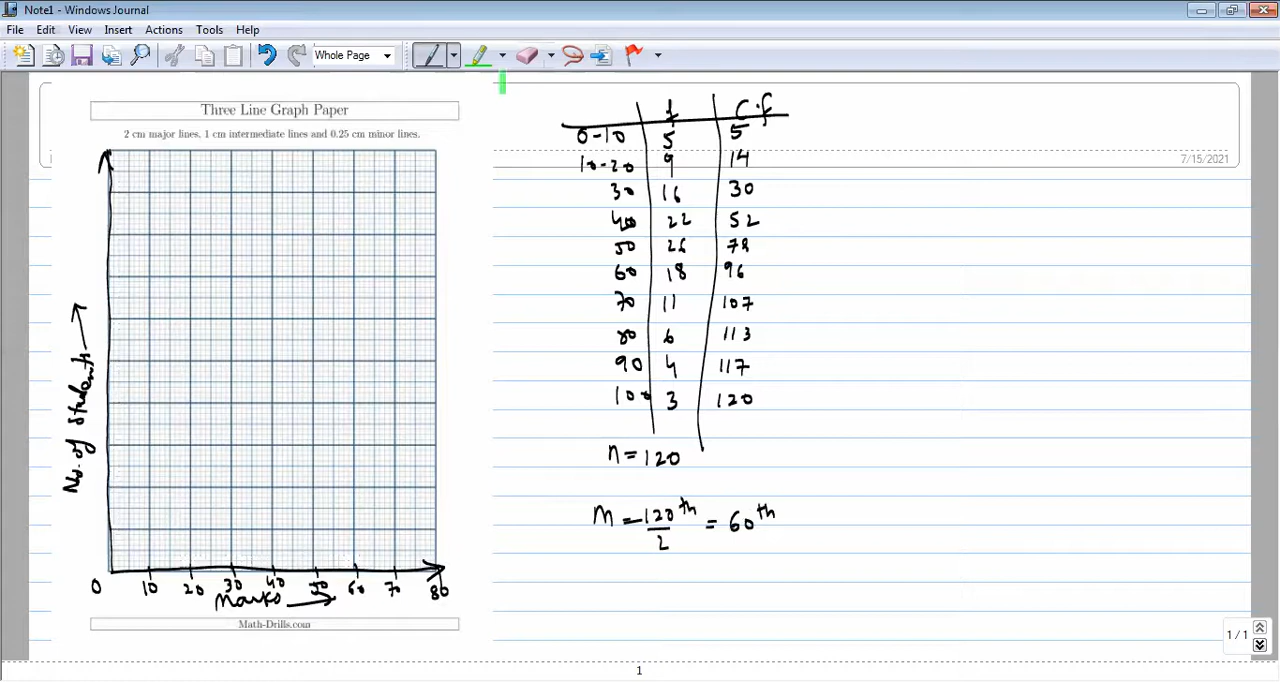 Note1 - Windows Journal
File Edit View Insert Actions Tools Help
Whole Page
Three Line Graph Paper
2 cm major lines, 1 cm intermediate lines and 0.25 cm minor lines.
No. of Students
0 10 20 30 40 50 60 70 80
Marks
Math-Drills.com
7/15/2021
f C.f
0-10 5 5
10-20 9 14
30 16 30
40 22 52
50 26 78
60 18 96
70 11 107
80 6 113
90 4 117
100 3 120
n = 120
M = 120th / 2 = 60th
1 / 1
1